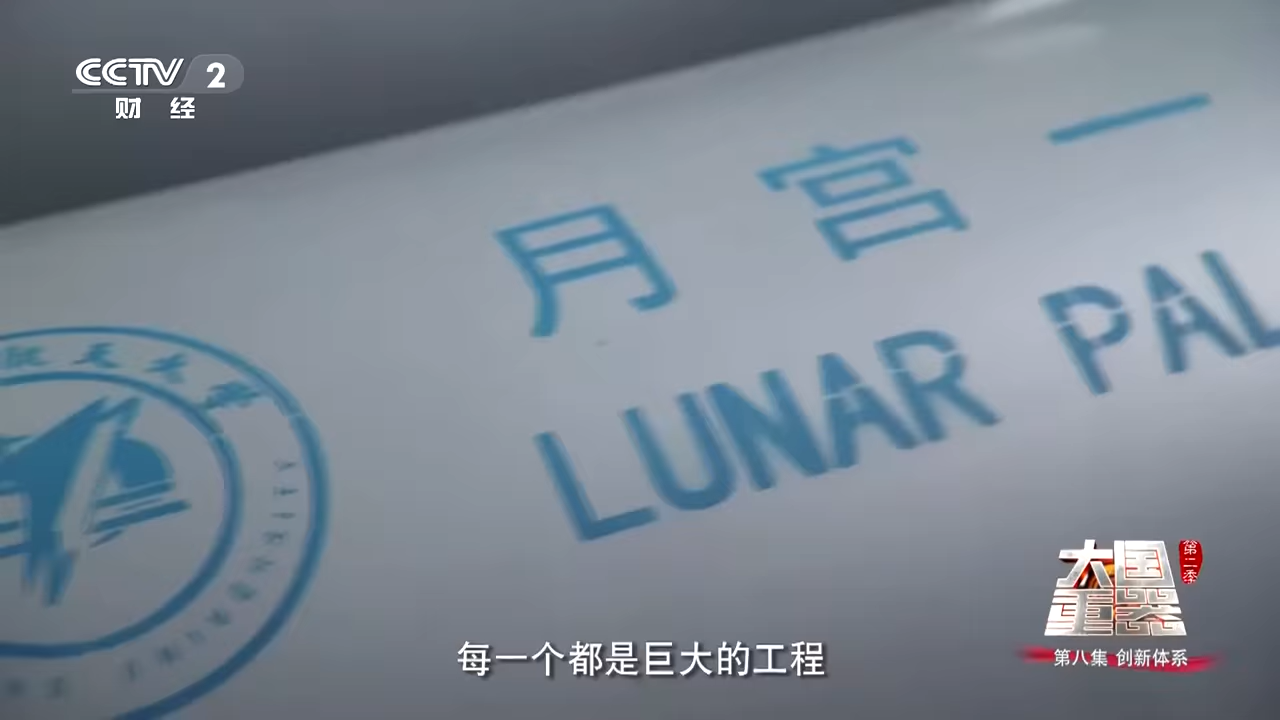 CCTV 2
财经
月宫一
LUNAR PAL
大国重器
第二季
第八集 创新体系
每一个都是巨大的工程